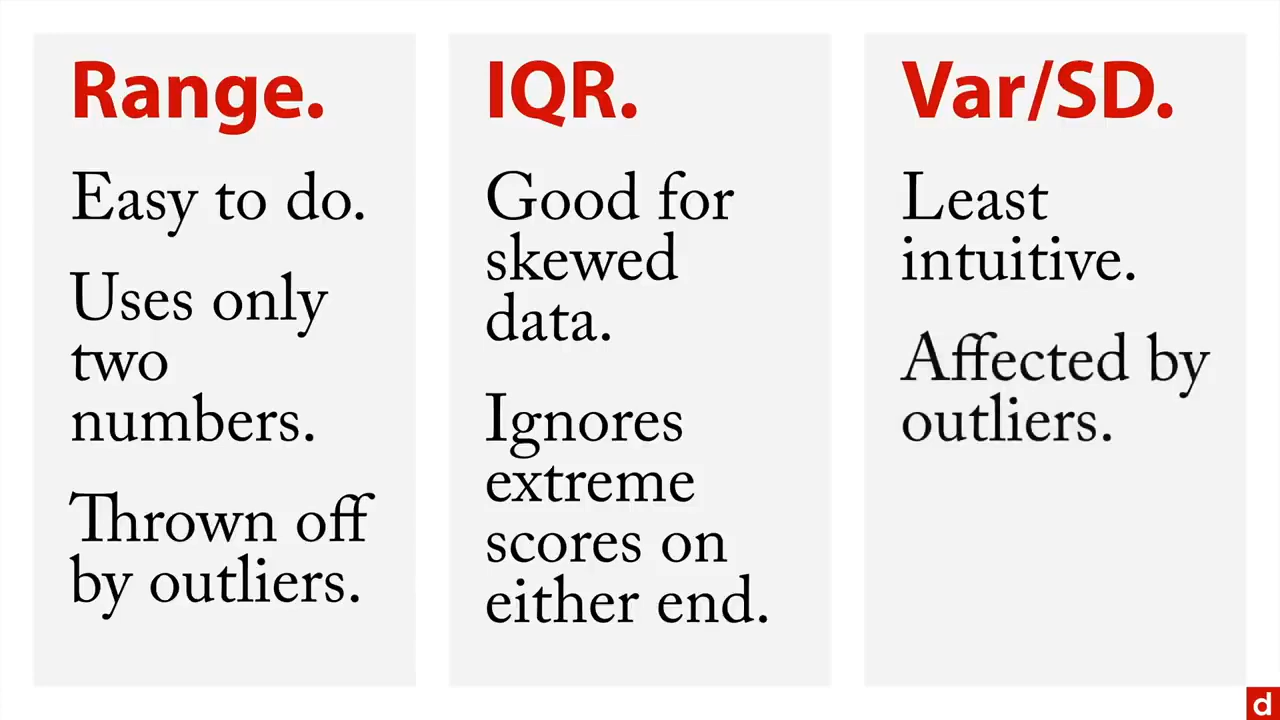 Range.
Easy to do.
Uses only
two
numbers.
Thrown off
by outliers.
IQR.
Good for
skewed
data.
Ignores
extreme
scores on
either end.
Var/SD.
Least
intuitive.
Affected by
outliers.
d